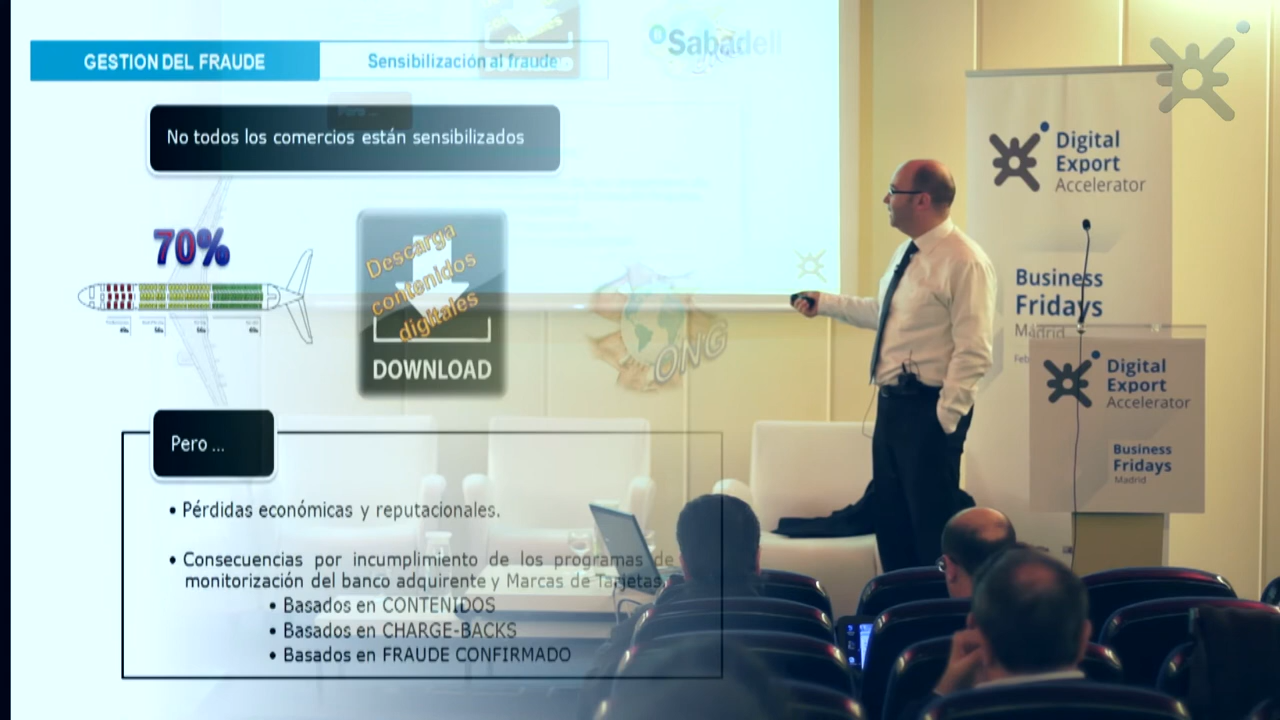 GESTION DEL FRAUDE
Sensibilización al fraude
Sabadell
No todos los comercios están sensibilizados
70%
Descarga
contenidos
digitales
DOWNLOAD
ONG
Pero ...
• Pérdidas económicas y reputacionales.
• Consecuencias por incumplimiento de los programas de
monitorización del banco adquirente y Marcas de Tarjetas.
• Basados en CONTENIDOS
• Basados en CHARGE-BACKS
• Basados en FRAUDE CONFIRMADO
Digital
Export
Accelerator
Business
Fridays
Madrid
Feb
Digital
Export
Accelerator
Business
Fridays
Madrid